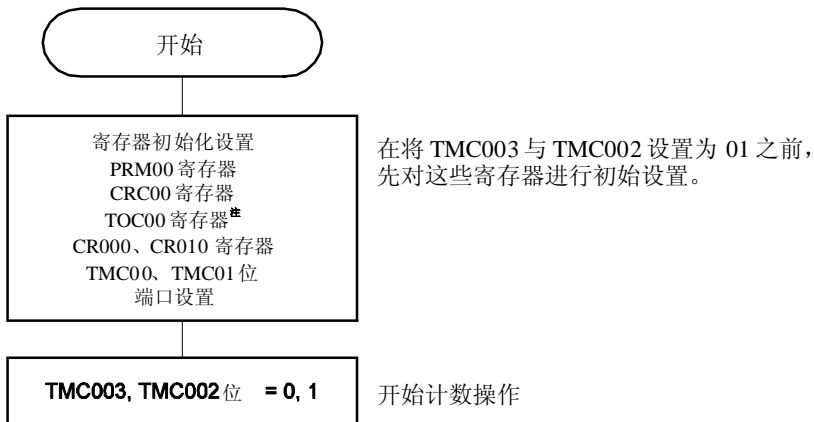 开始
寄存器初始化设置
PRM00 寄存器
CRC00 寄存器
TOC00 寄存器注
CR000、CR010 寄存器
TMC00、TMC01 位
端口设置
在将 TMC003 与 TMC002 设置为 01 之前，
先对这些寄存器进行初始设置。
TMC003, TMC002 位 = 0, 1
开始计数操作